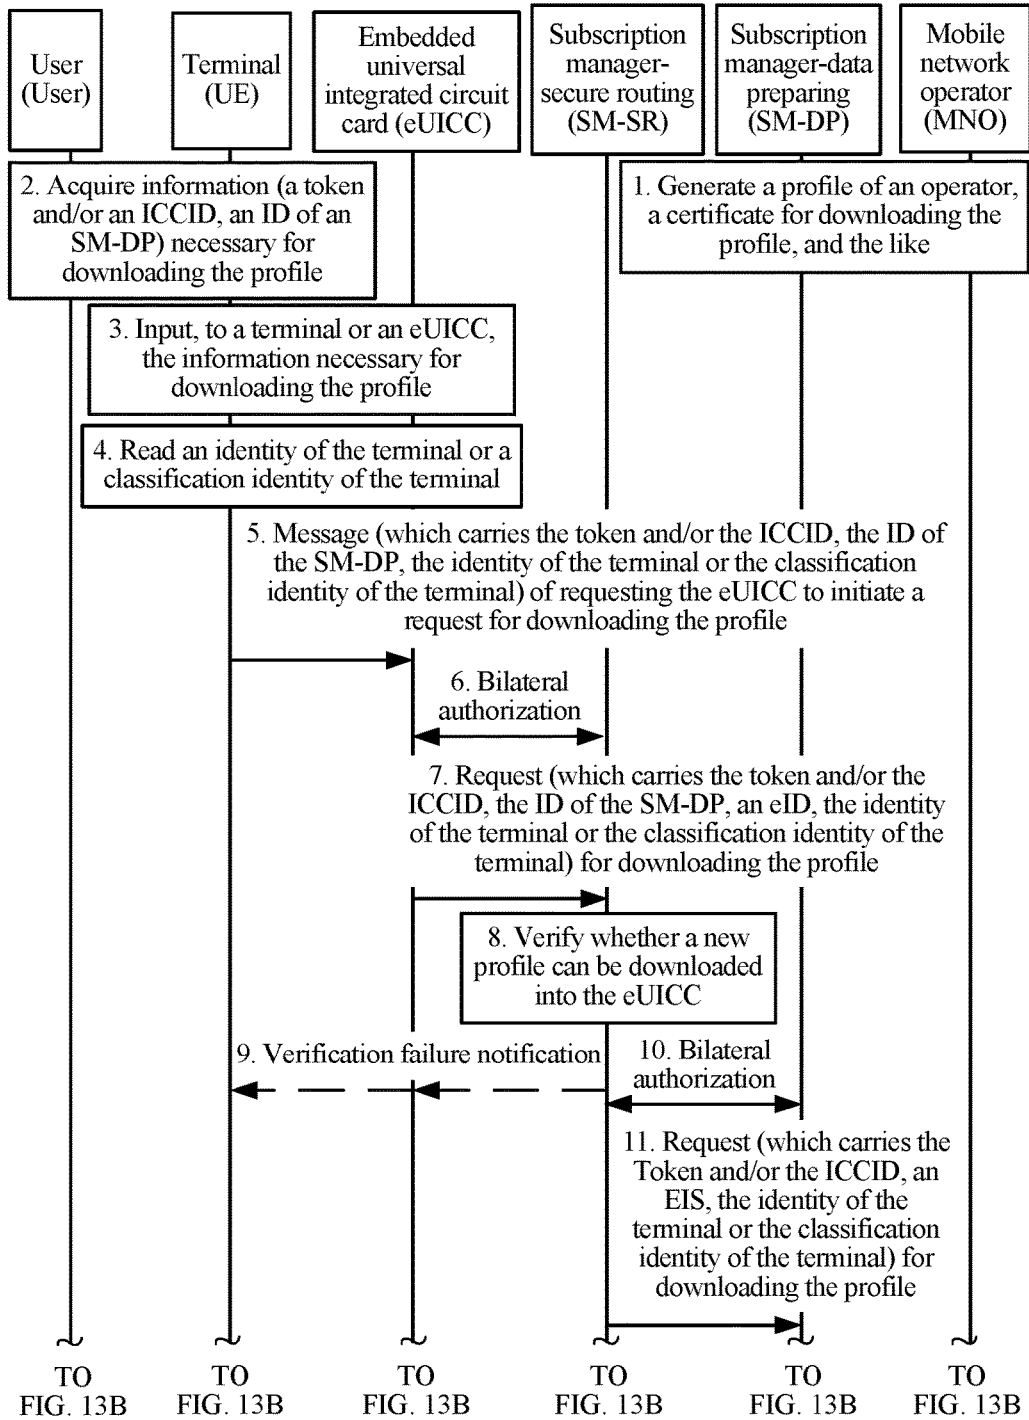 User
(User)
Terminal
(UE)
Embedded
universal
integrated circuit
card (eUICC)
Subscription
manager-
secure routing
(SM-SR)
Subscription
manager-data
preparing
(SM-DP)
Mobile
network
operator
(MNO)
2. Acquire information (a token
and/or an ICCID, an ID of an
SM-DP) necessary for
downloading the profile
1. Generate a profile of an operator,
a certificate for downloading the
profile, and the like
3. Input, to a terminal or an eUICC,
the information necessary for
downloading the profile
4. Read an identity of the terminal or a
classification identity of the terminal
5. Message (which carries the token and/or the ICCID, the ID of
the SM-DP, the identity of the terminal or the classification
identity of the terminal) of requesting the eUICC to initiate a
request for downloading the profile
6. Bilateral
authorization
7. Request (which carries the token and/or the
ICCID, the ID of the SM-DP, an eID, the identity
of the terminal or the classification identity of the
terminal) for downloading the profile
8. Verify whether a new
profile can be downloaded
into the eUICC
9. Verification failure notification
10. Bilateral
authorization
11. Request (which carries the
Token and/or the ICCID, an
EIS, the identity of the
terminal or the classification
identity of the terminal) for
downloading the profile
TO
FIG. 13B
TO
FIG. 13B
TO
FIG. 13B
TO
FIG. 13B
TO
FIG. 13B
TO
FIG. 13B